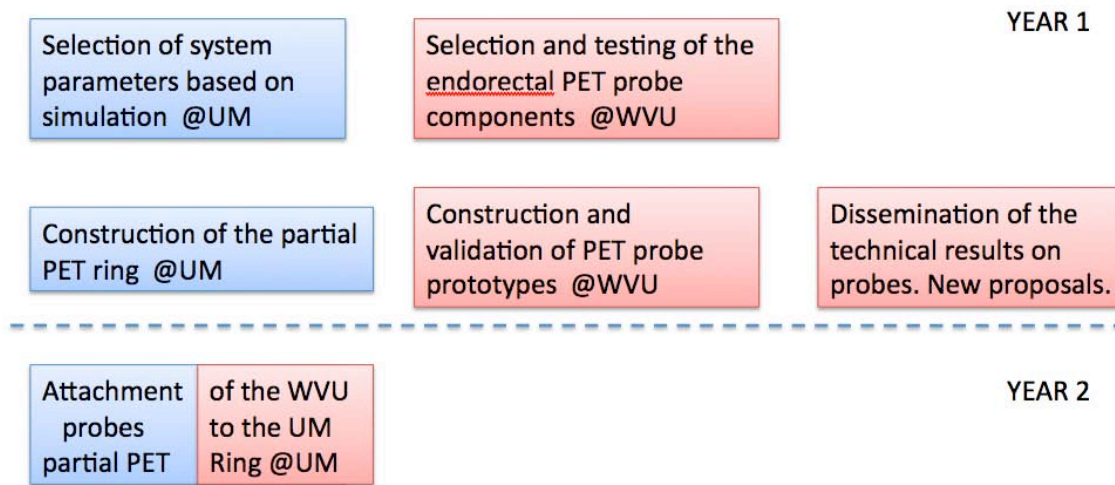 YEAR 1
Selection of system
parameters based on
simulation @UM
Selection and testing of the
endorectal PET probe
components @WVU
Construction of the partial
PET ring @UM
Construction and
validation of PET probe
prototypes @WVU
Dissemination of the
technical results on
probes. New proposals.
YEAR 2
Attachment of the WVU
probes to the UM
partial PET Ring @UM